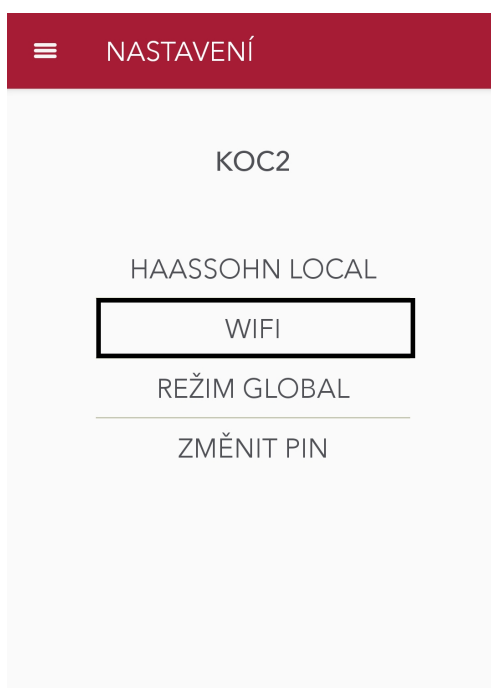 NASTAVENÍ
KOC2
HAASSOHN LOCAL
WIFI
REŽIM GLOBAL
ZMĚNIT PIN